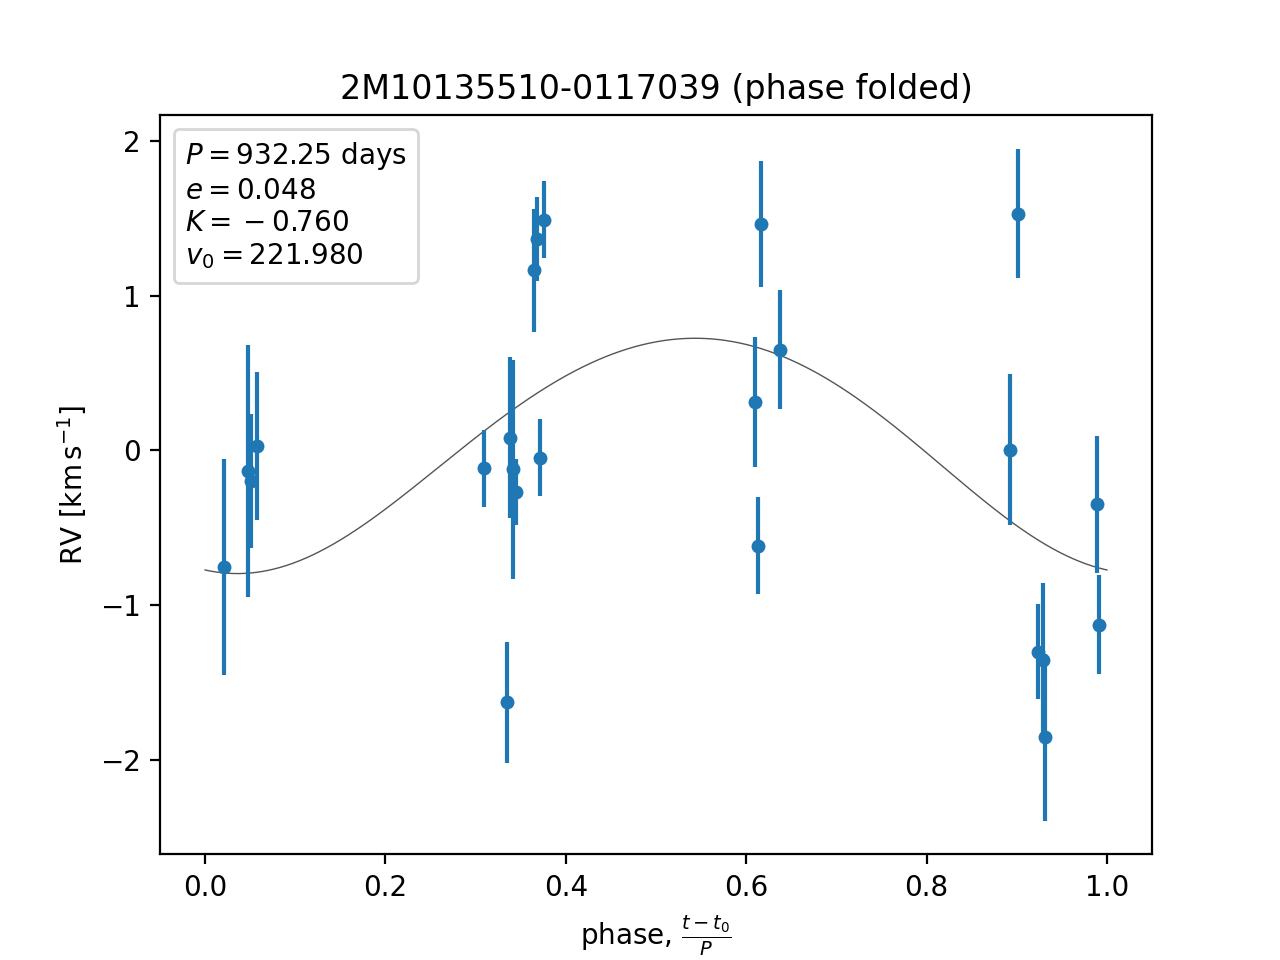 2M10135510-0117039 (phase folded)
P = 932.25 days
e = 0.048
K = −0.760
v₀ = 221.980
2
1
0
−1
−2
RV [km s⁻¹]
0.0 0.2 0.4 0.6 0.8 1.0
phase, (t − t₀)/P